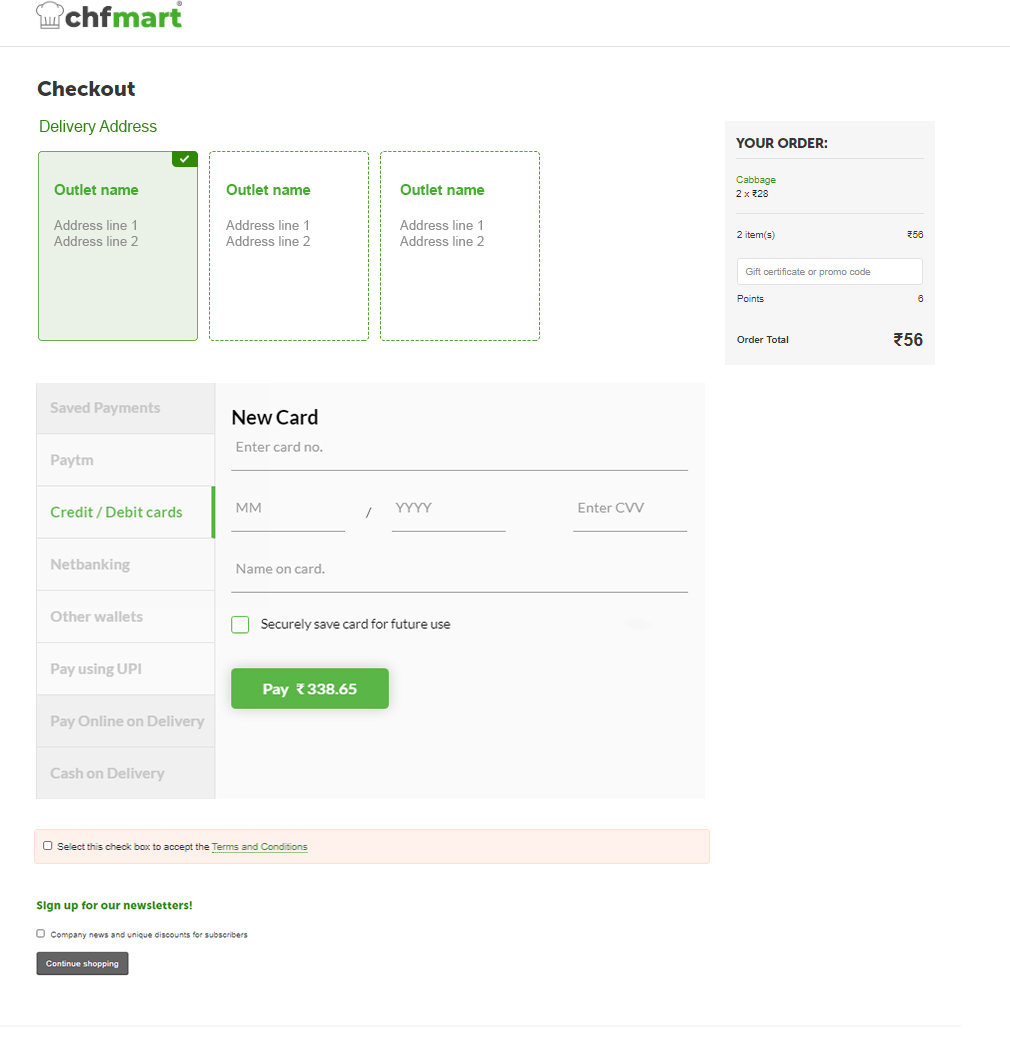 chfmart®
Checkout
Delivery Address
Outlet name
Address line 1
Address line 2
Outlet name
Address line 1
Address line 2
Outlet name
Address line 1
Address line 2
YOUR ORDER:
Cabbage
2 x ₹28
2 item(s) ₹56
Gift certificate or promo code
Points 6
Order Total ₹56
Saved Payments
Paytm
Credit / Debit cards
Netbanking
Other wallets
Pay using UPI
Pay Online on Delivery
Cash on Delivery
New Card
Enter card no.
MM / YYYY Enter CVV
Name on card.
Securely save card for future use
Pay ₹ 338.65
Select this check box to accept the Terms and Conditions
Sign up for our newsletters!
Company news and unique discounts for subscribers
Continue shopping